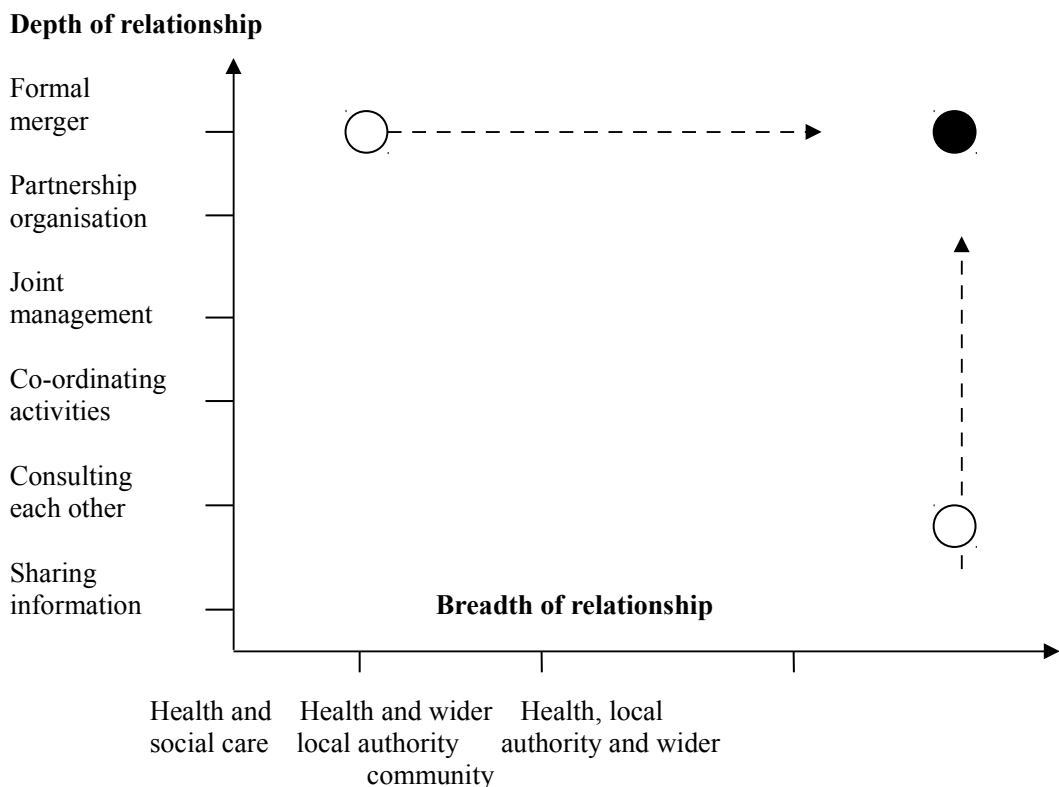 Depth of relationship
Formal
merger
Partnership
organisation
Joint
management
Co-ordinating
activities
Consulting
each other
Sharing
information
Breadth of relationship
Health and Health and wider Health, local
social care local authority authority and wider
community